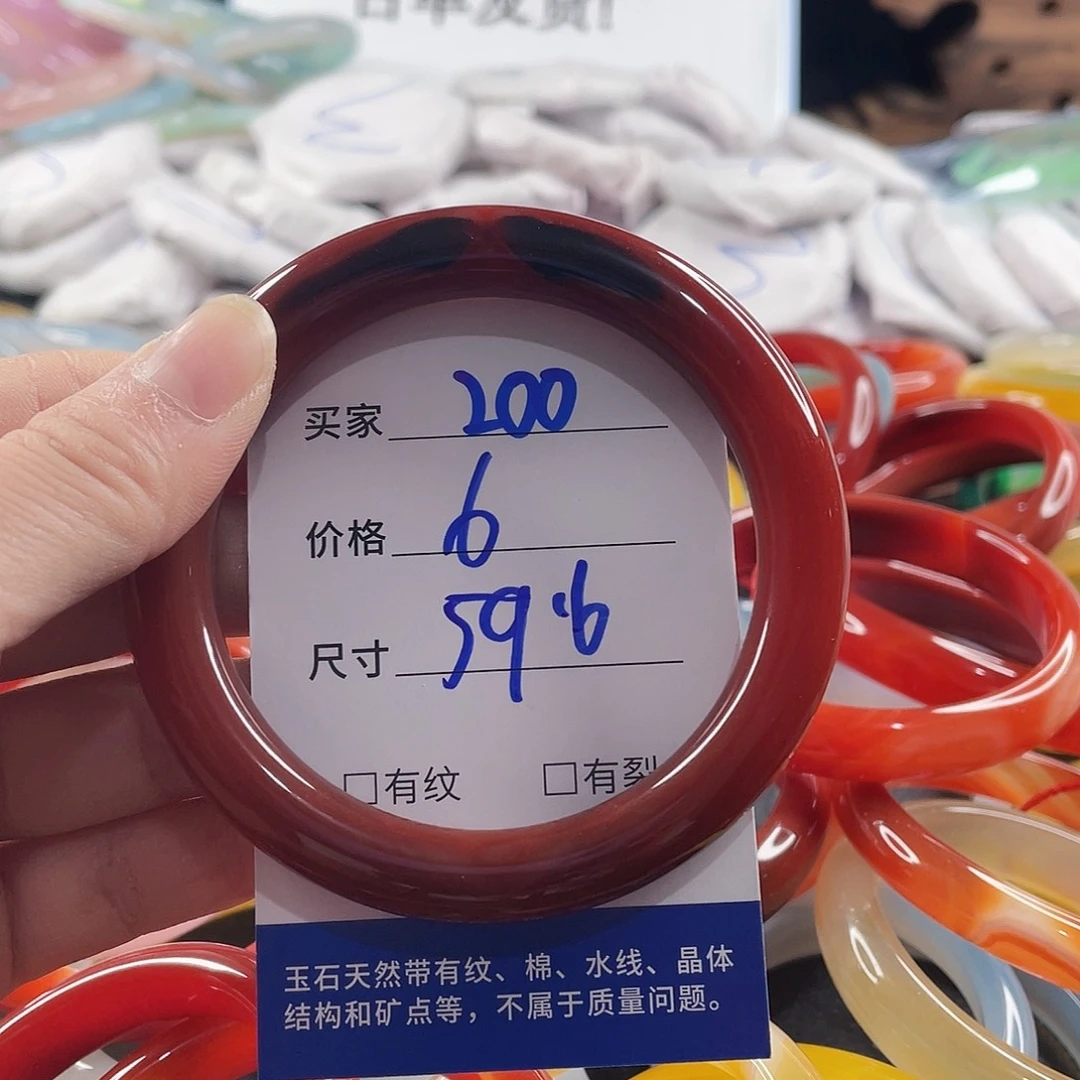 买家 200
价格 6
尺寸 59.6
□有纹 □有裂
玉石天然带有纹、棉、水线、晶体
结构和矿点等，不属于质量问题。